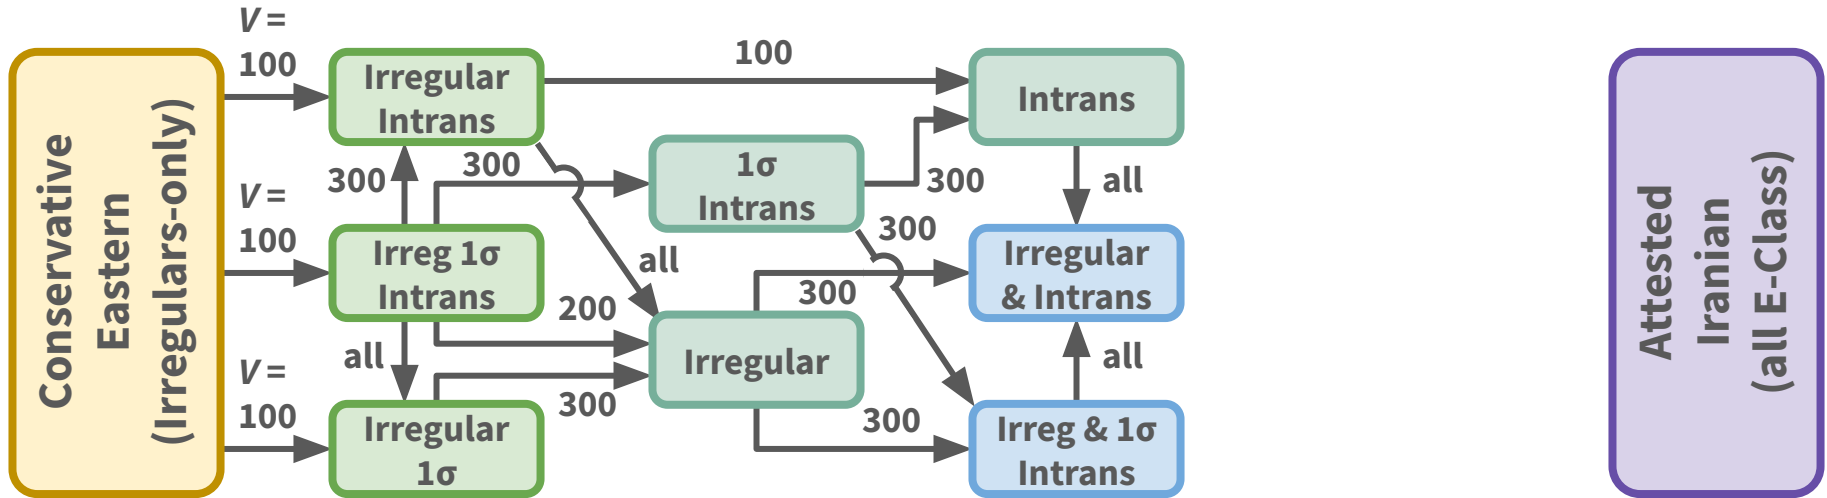 Conservative
Eastern
(Irregulars-only)
V =
100
V =
100
V =
100
Irregular
Intrans
300
Irreg 1σ
Intrans
all
Irregular
1σ
100
300
1σ
Intrans
all
200
300
Irregular
300
300
300
300
Intrans
all
Irregular
& Intrans
all
Irreg & 1σ
Intrans
Attested
Iranian
(all E-Class)